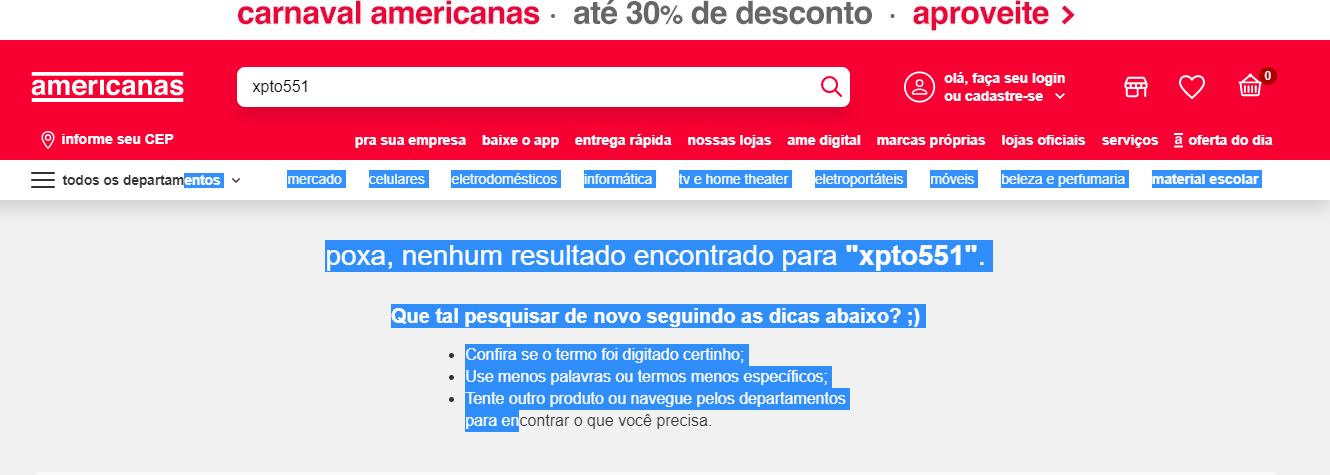 carnaval americanas · até 30% de desconto · aproveite >
americanas
xpto551
olá, faça seu login
ou cadastre-se
0
informe seu CEP
pra sua empresa baixe o app entrega rápida nossas lojas ame digital marcas próprias lojas oficiais serviços a oferta do dia
todos os departamentos mercado celulares eletrodomésticos informática tv e home theater eletroportáteis móveis beleza e perfumaria material escolar
poxa, nenhum resultado encontrado para "xpto551".
Que tal pesquisar de novo seguindo as dicas abaixo? ;)
• Confira se o termo foi digitado certinho;
• Use menos palavras ou termos menos específicos;
• Tente outro produto ou navegue pelos departamentos
para encontrar o que você precisa.